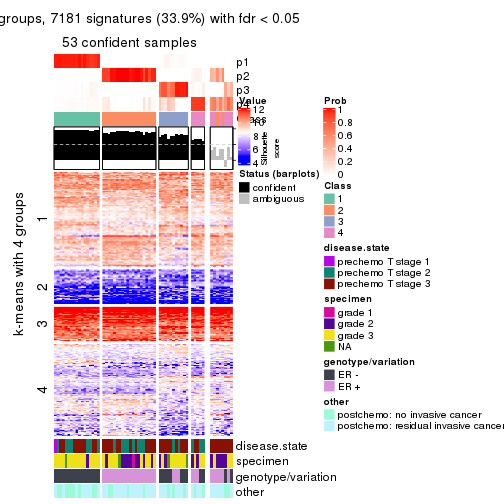 groups, 7181 signatures (33.9%) with fdr < 0.05
53 confident samples
p1
p2
p3
p4
Value
12
10
8
6
4
Silhouette
score
Status (barplots)
confident
ambiguous
Prob
1
0.8
0.6
0.4
0.2
0
Class
1
2
3
4
disease.state
prechemo T stage 1
prechemo T stage 2
prechemo T stage 3
specimen
grade 1
grade 2
grade 3
NA
genotype/variation
ER -
ER +
other
postchemo: no invasive cancer
postchemo: residual invasive cancer
k-means with 4 groups
1
2
3
4
disease.state
specimen
genotype/variation
other